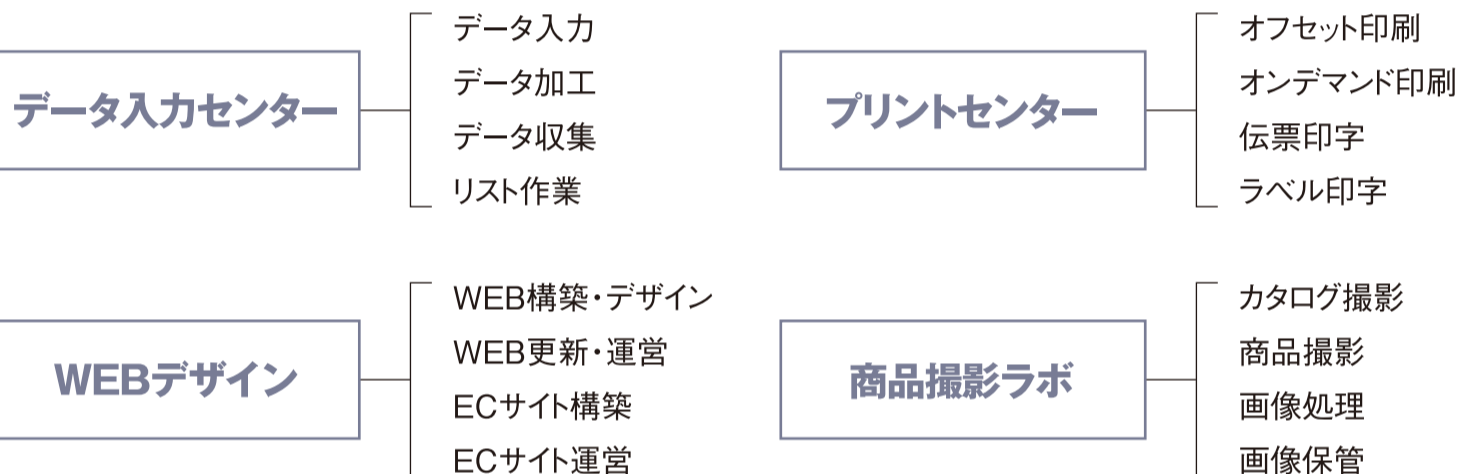 データ入力センター
データ入力
データ加工
データ収集
リスト作業
プリントセンター
オフセット印刷
オンデマンド印刷
伝票印字
ラベル印字
WEBデザイン
WEB構築・デザイン
WEB更新・運営
ECサイト構築
ECサイト運営
商品撮影ラボ
カタログ撮影
商品撮影
画像処理
画像保管